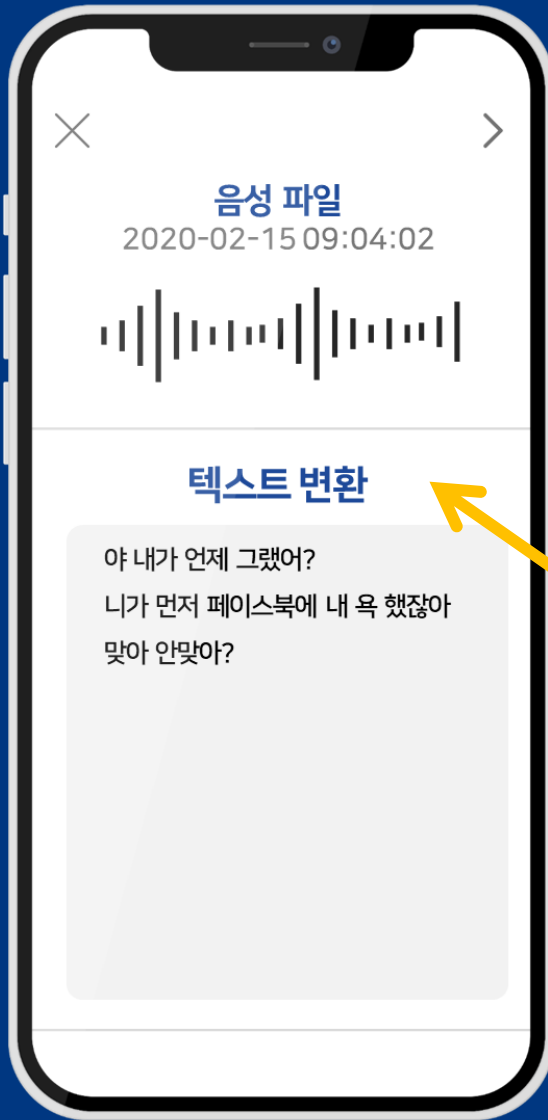 음성 파일
2020-02-15 09:04:02
텍스트 변환
야 내가 언제 그랬어?
니가 먼저 페이스북에 내 욕 했잖아
맞아 안맞아?